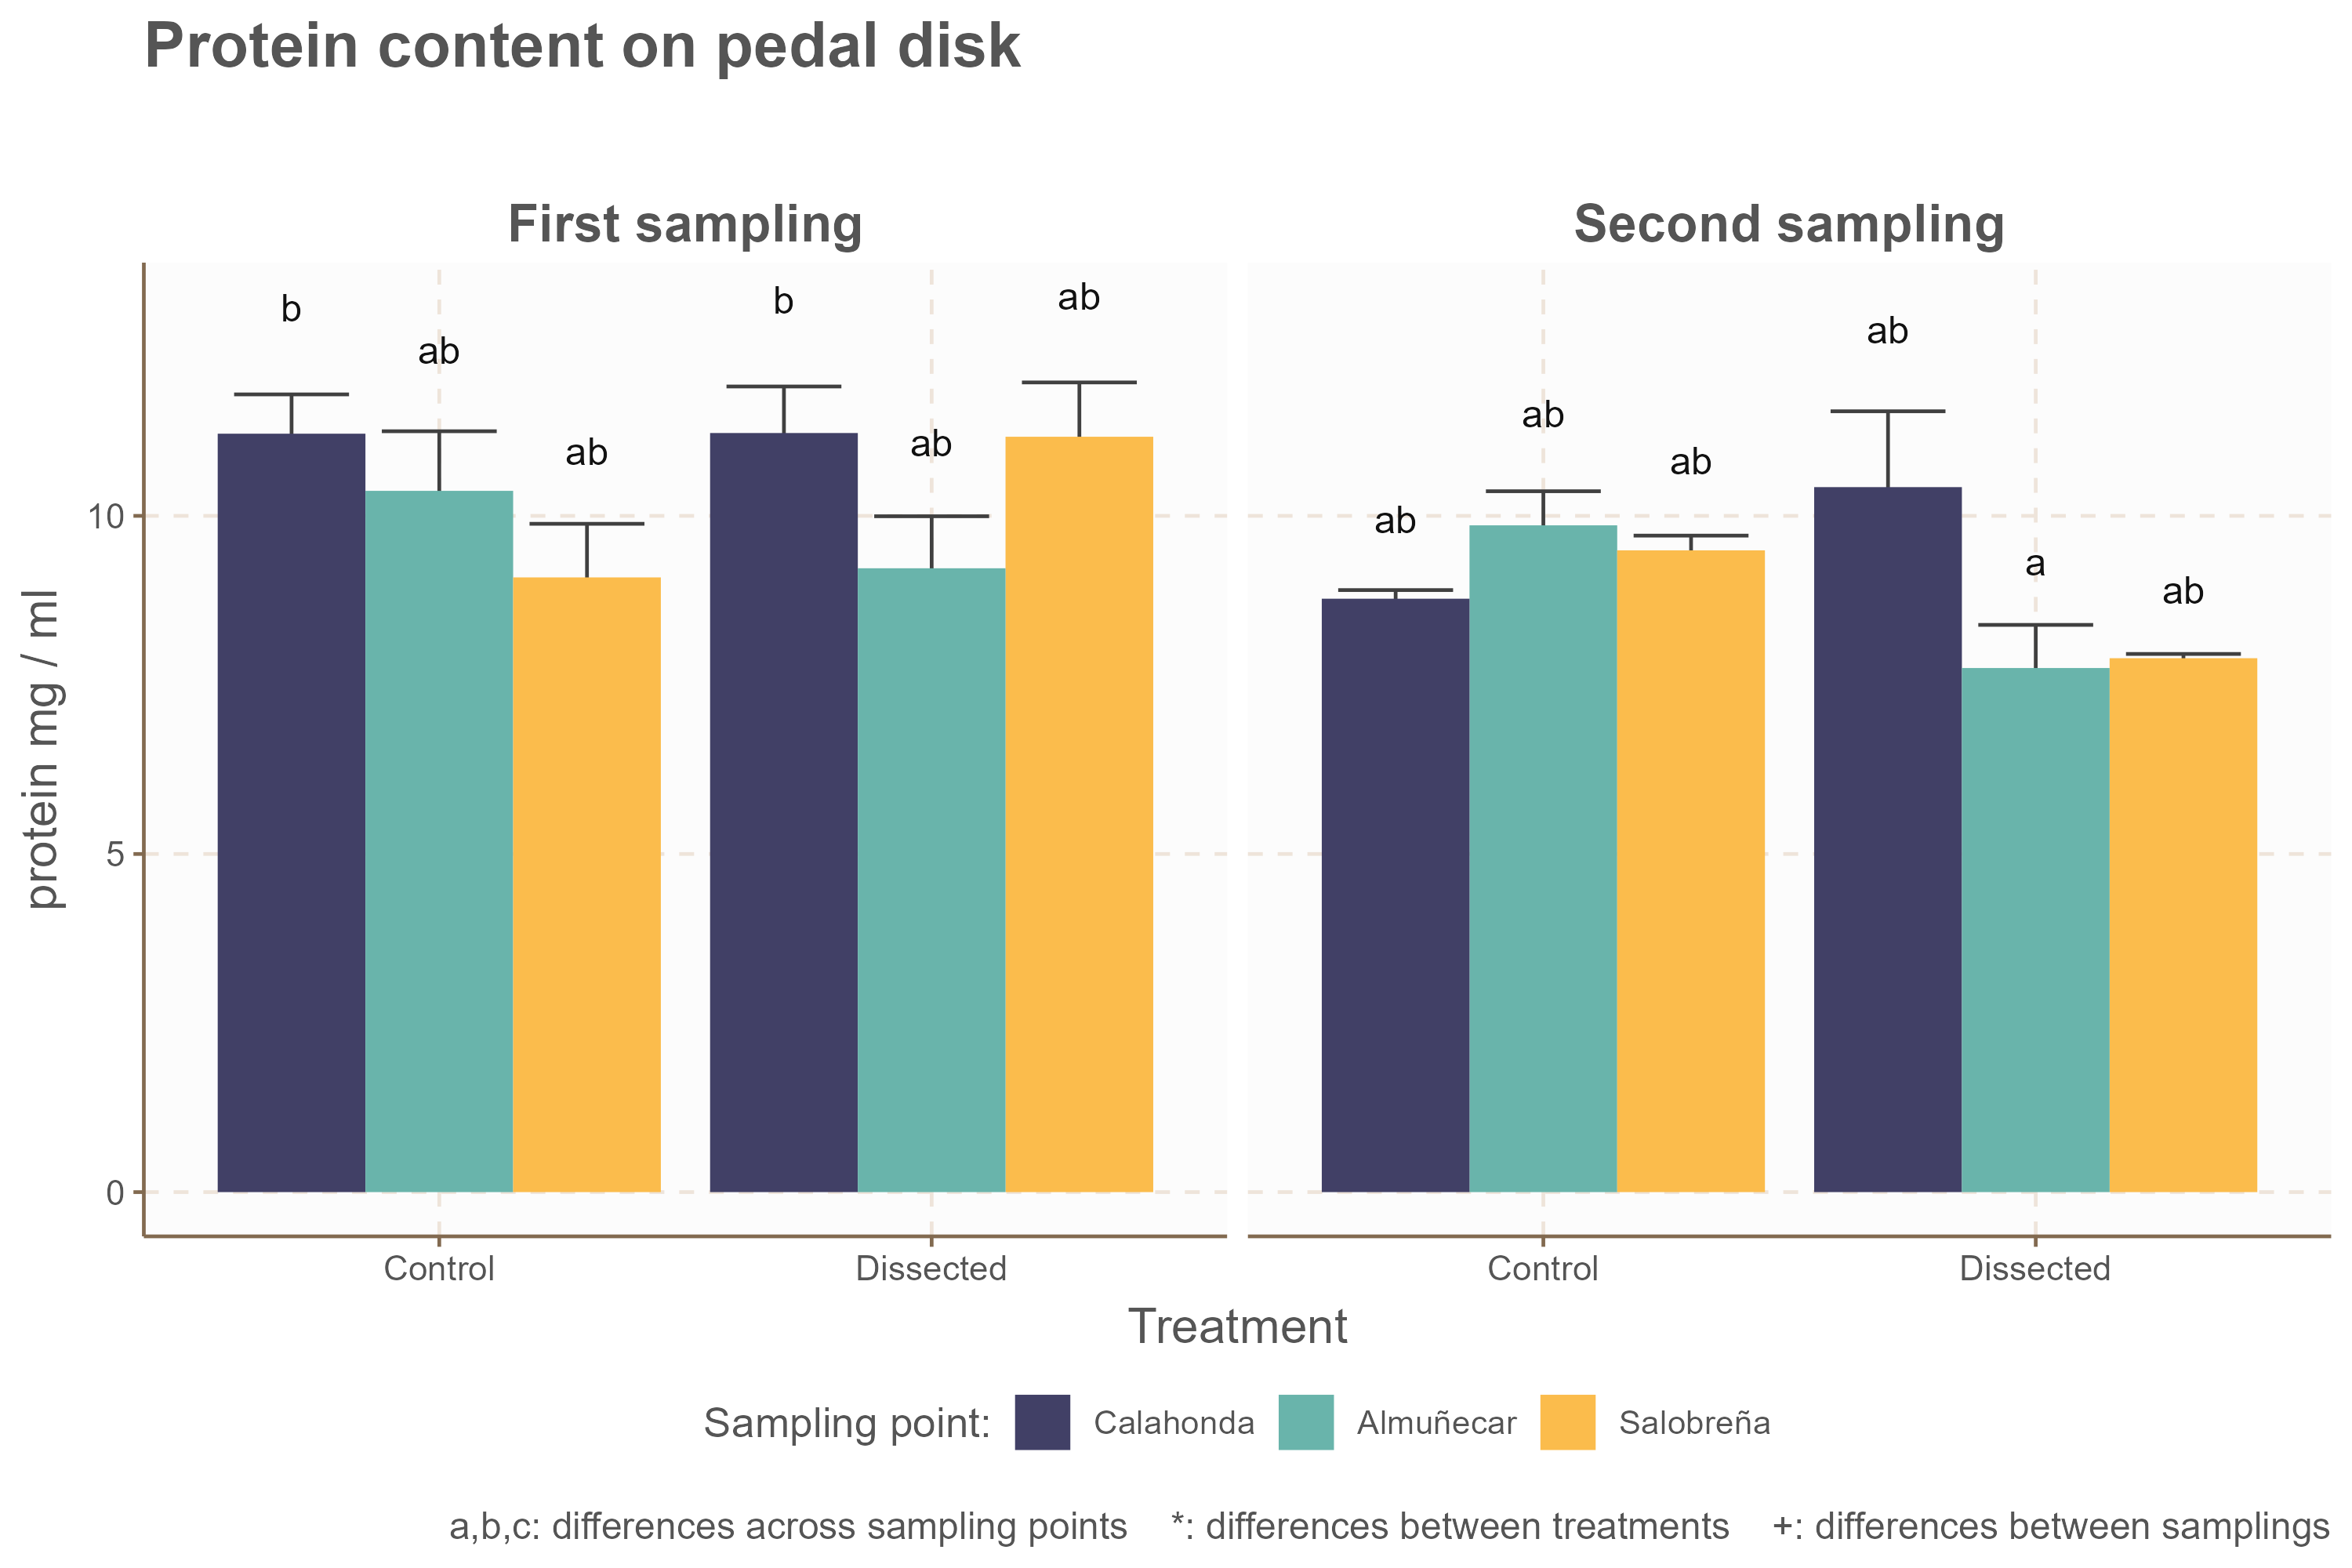 Protein content on pedal disk
First sampling
Second sampling
b
ab
ab
b
ab
ab
ab
ab
ab
ab
a
ab
protein mg / ml
10
5
0
Control
Dissected
Control
Dissected
Treatment
Sampling point: Calahonda Almuñecar Salobreña
a,b,c: differences across sampling points *: differences between treatments +: differences between samplings